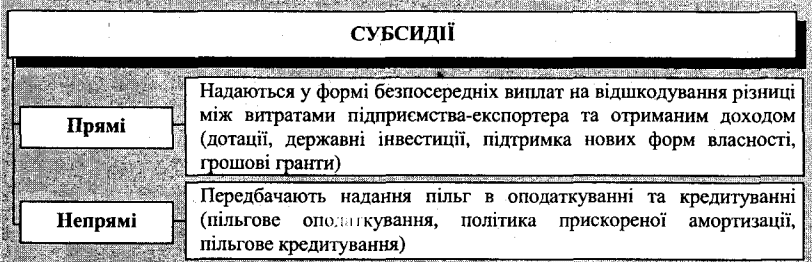 СУБСИДІЇ
Прямі
Надаються у формі безпосередніх виплат на відшкодування різниці
між витратами підприємства-експортера та отриманим доходом
(дотації, державні інвестиції, підтримка нових форм власності,
грошові гранти)
Непрямі
Передбачають надання пільг в оподаткуванні та кредитуванні
(пільгове оподаткування, політика прискореної амортизації,
пільгове кредитування)